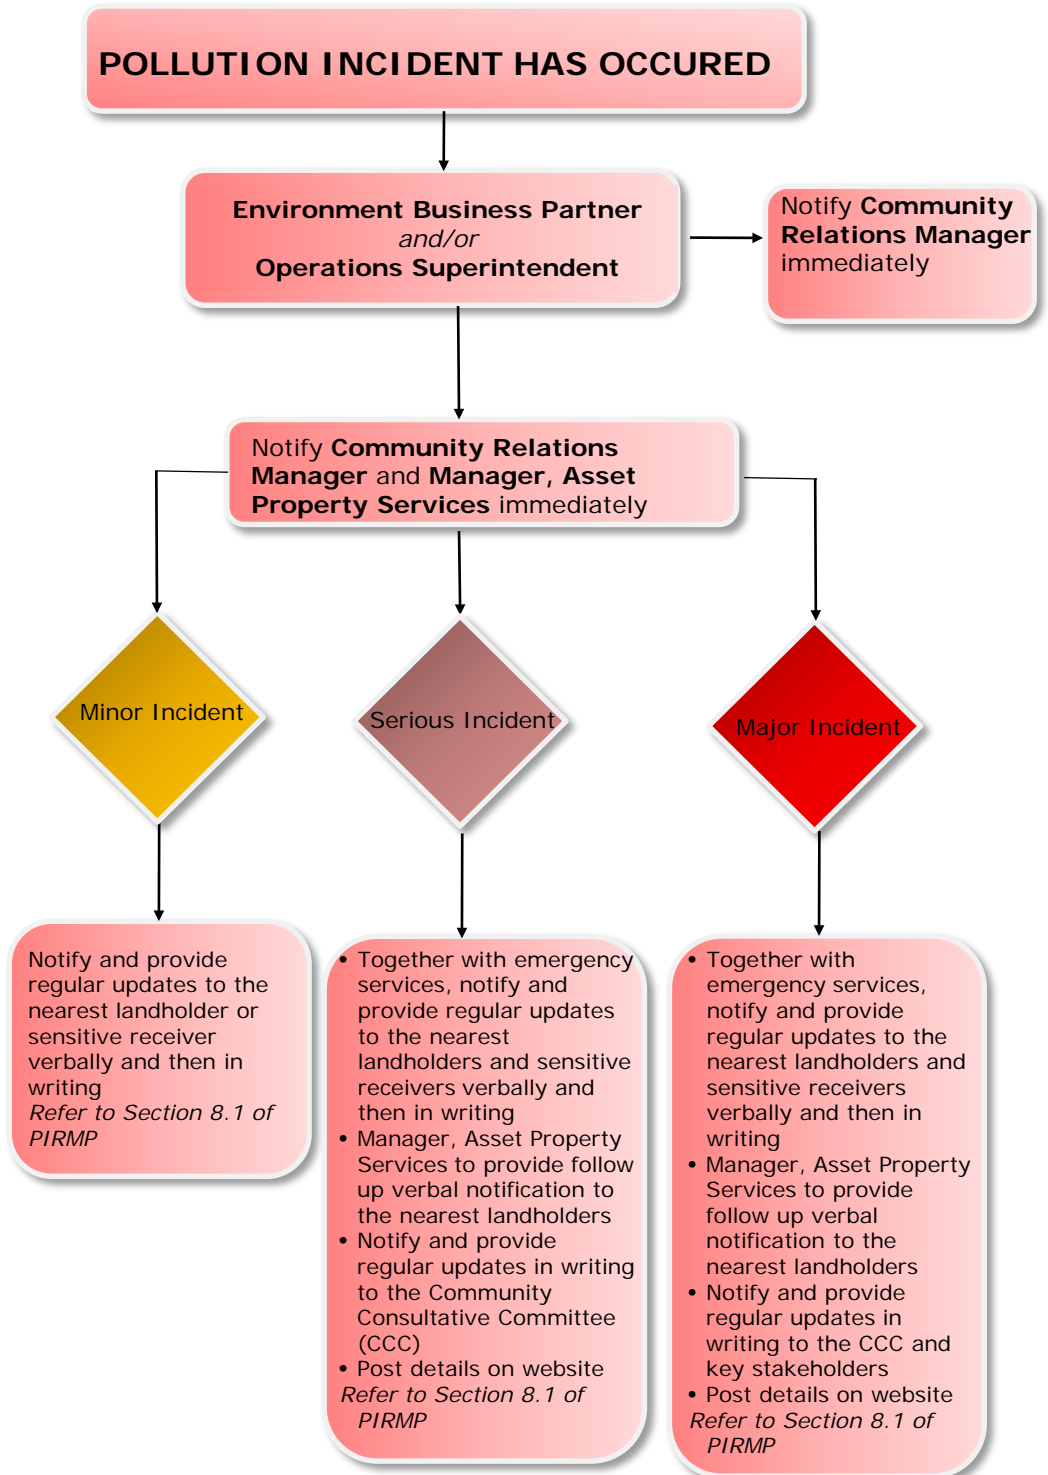 POLLUTION INCIDENT HAS OCCURED
Environment Business Partner
and/or
Operations Superintendent
Notify Community
Relations Manager
immediately
Notify Community Relations
Manager and Manager, Asset
Property Services immediately
Minor Incident
Serious Incident
Major Incident
Notify and provide
regular updates to the
nearest landholder or
sensitive receiver
verbally and then in
writing
Refer to Section 8.1 of
PIRMP
• Together with emergency
services, notify and
provide regular updates
to the nearest
landholders and sensitive
receivers verbally and
then in writing
• Manager, Asset Property
Services to provide follow
up verbal notification to
the nearest landholders
• Notify and provide
regular updates in writing
to the Community
Consultative Committee
(CCC)
• Post details on website
Refer to Section 8.1 of
PIRMP
• Together with
emergency services,
notify and provide
regular updates to the
nearest landholders and
sensitive receivers
verbally and then in
writing
• Manager, Asset Property
Services to provide
follow up verbal
notification to the
nearest landholders
• Notify and provide
regular updates in
writing to the CCC and
key stakeholders
• Post details on website
Refer to Section 8.1 of
PIRMP